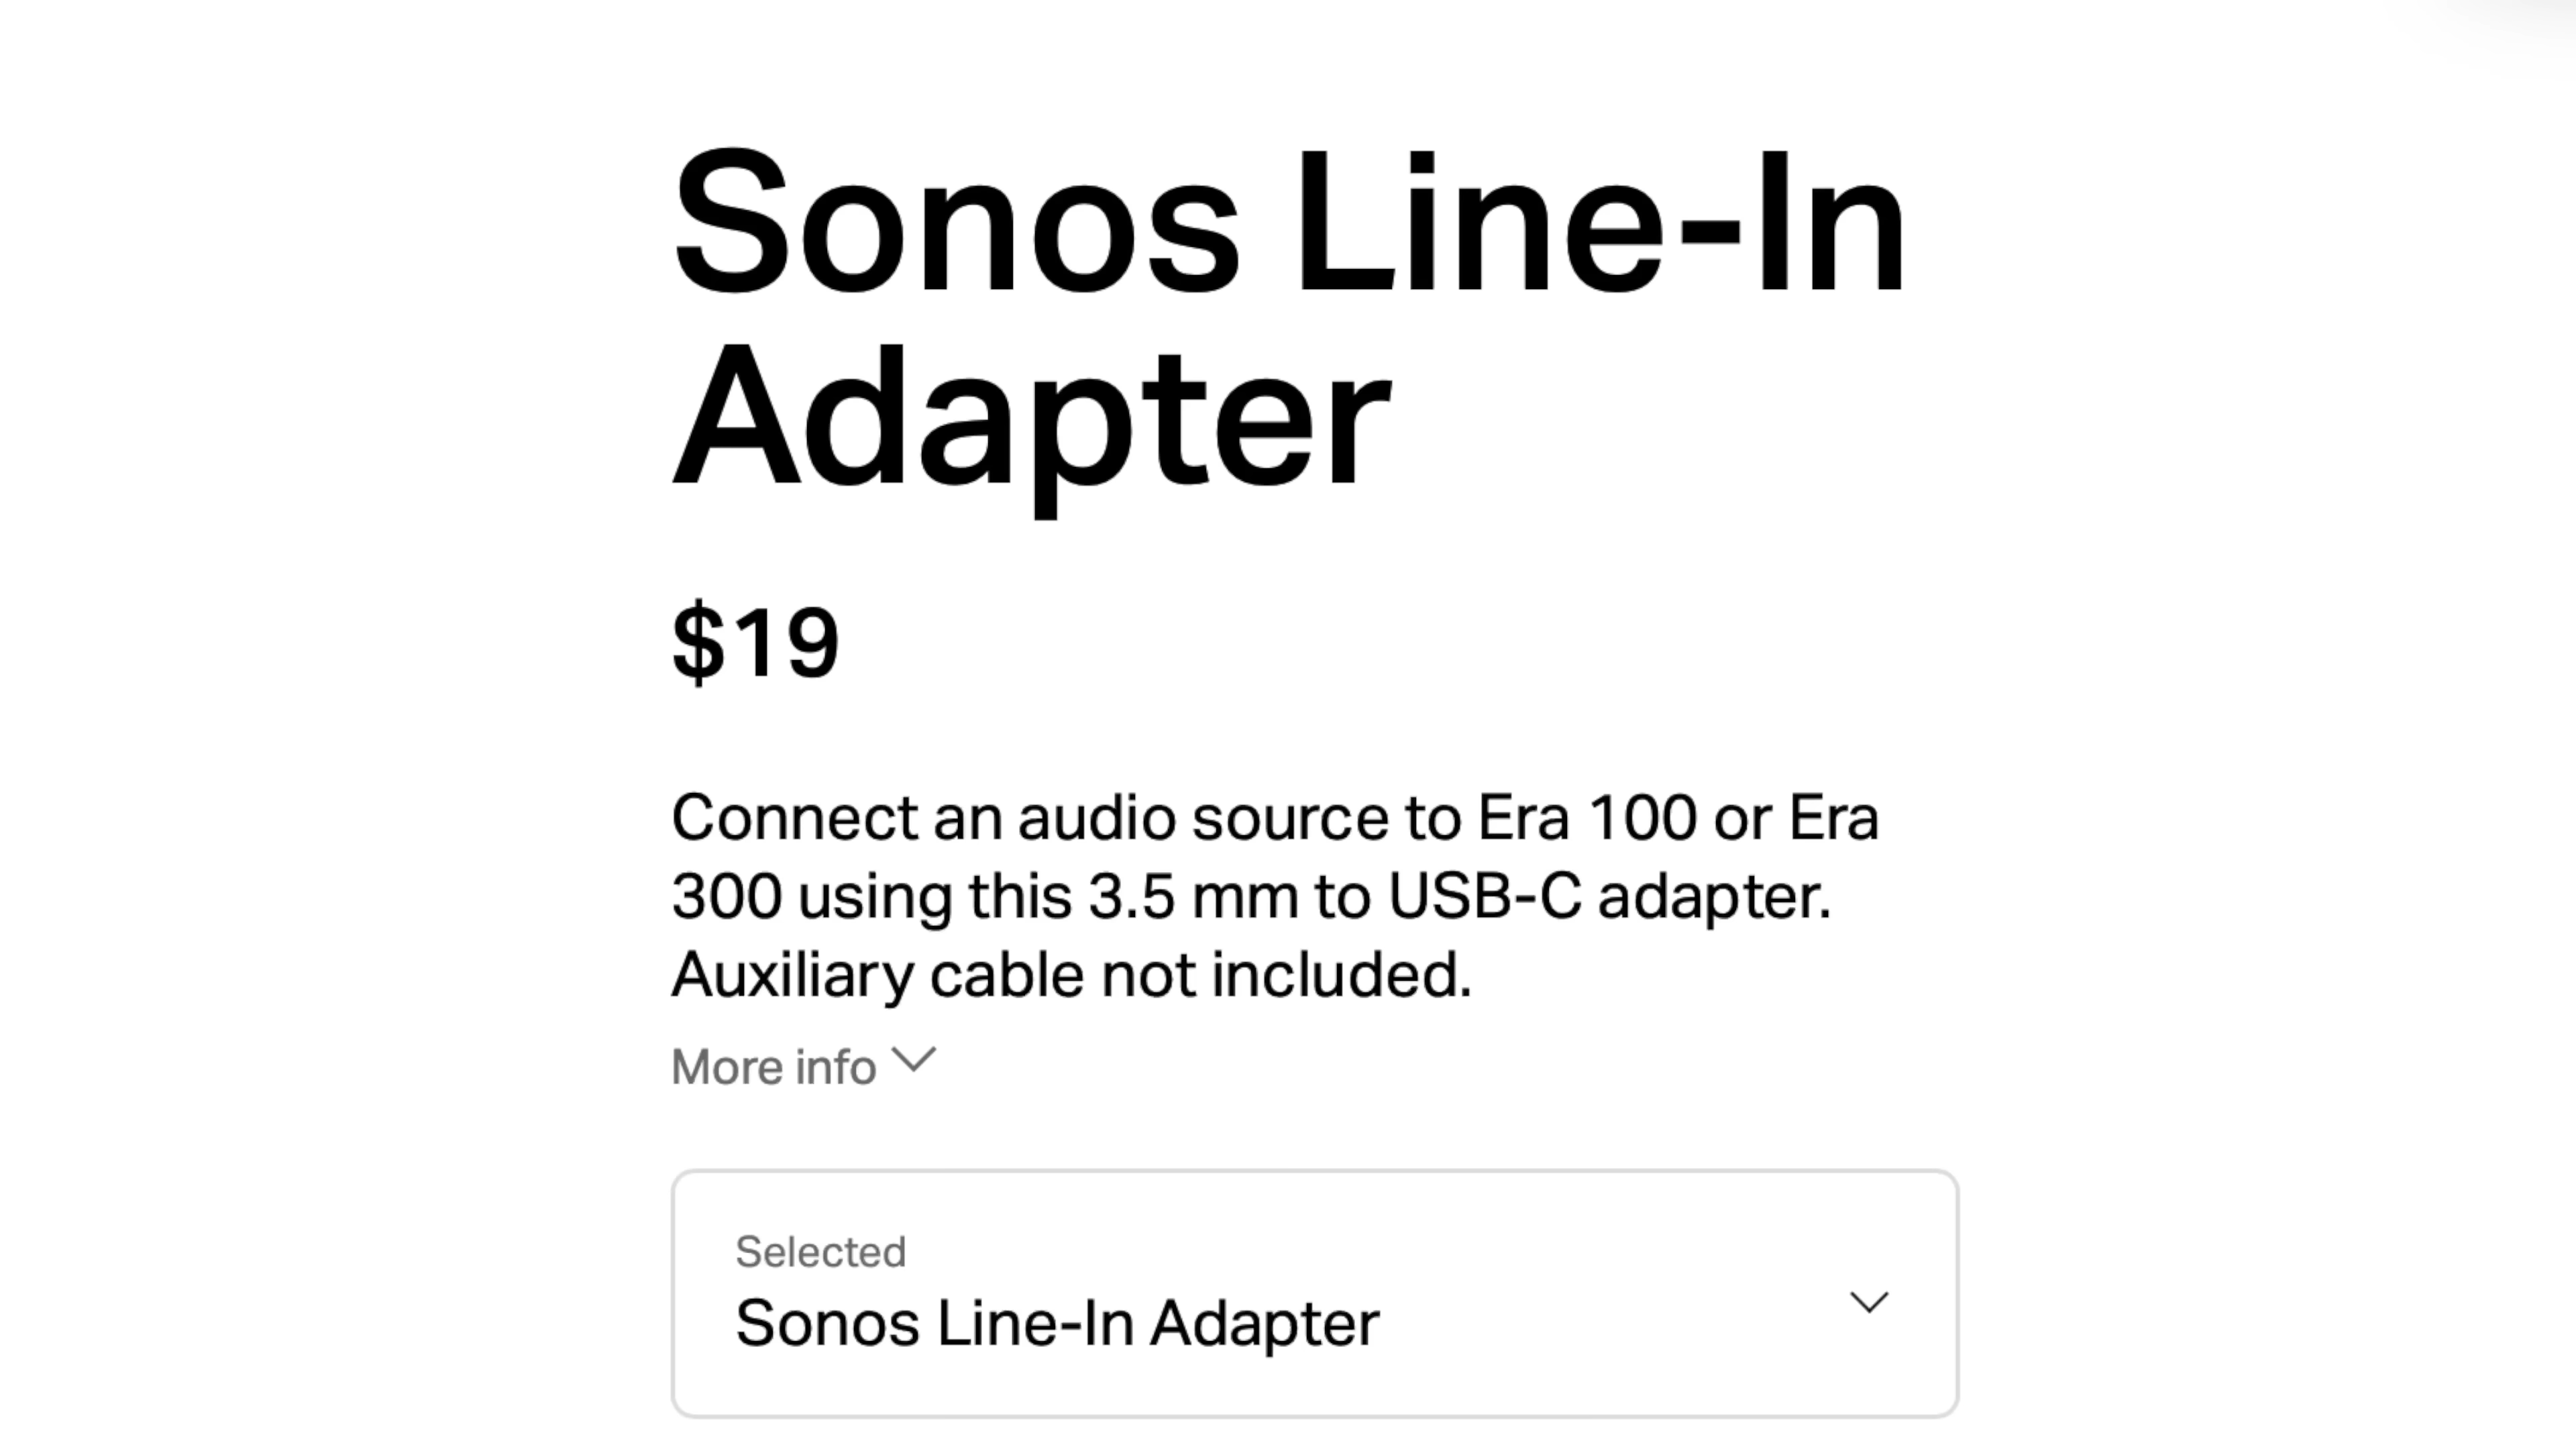 Sonos Line-In
Adapter
$19
Connect an audio source to Era 100 or Era
300 using this 3.5 mm to USB-C adapter.
Auxiliary cable not included.
More info
Selected
Sonos Line-In Adapter